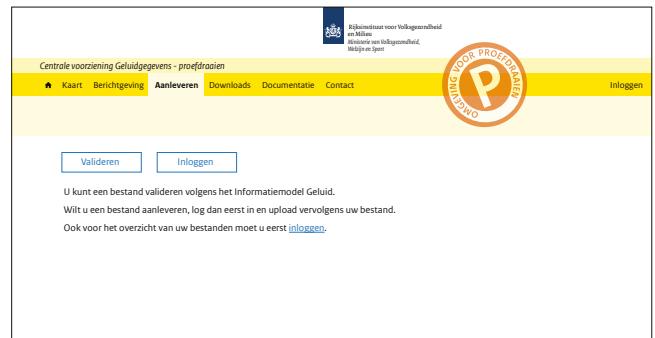 Rijksinstituut voor Volksgezondheid
en Milieu
Ministerie van Volksgezondheid,
Welzijn en Sport
Centrale voorziening Geluidgegevens - proefdraaien
OMGEVING VOOR PROEFDRAAIEN
P
Kaart Berichtgeving Aanleveren Downloads Documentatie Contact Inloggen
Valideren Inloggen
U kunt een bestand valideren volgens het Informatiemodel Geluid.
Wilt u een bestand aanleveren, log dan eerst in en upload vervolgens uw bestand.
Ook voor het overzicht van uw bestanden moet u eerst inloggen.